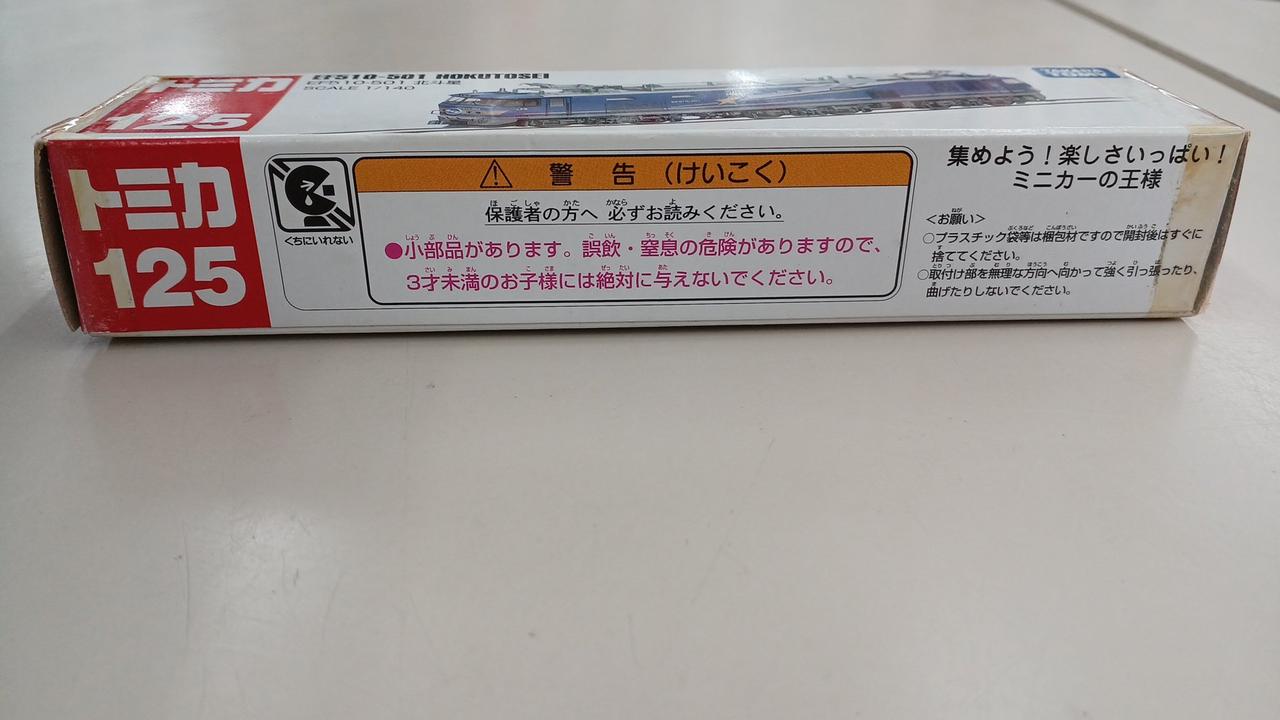 トミカ
125
EF510-501 HOKUTOSEI
EF510-501 北斗星
SCALE 1/140
トミカ
125
くちにいれない
警告（けいこく）
保護者の方へ 必ずお読みください。
●小部品があります。誤飲・窒息の危険がありますので、
3才未満のお子様には絶対に与えないでください。
集めよう！楽しさいっぱい！
ミニカーの王様
＜お願い＞
○プラスチック袋等は梱包材ですので開封後はすぐに
捨ててください。
○取付け部を無理な方向へ向かって強く引っ張ったり、
曲げたりしないでください。